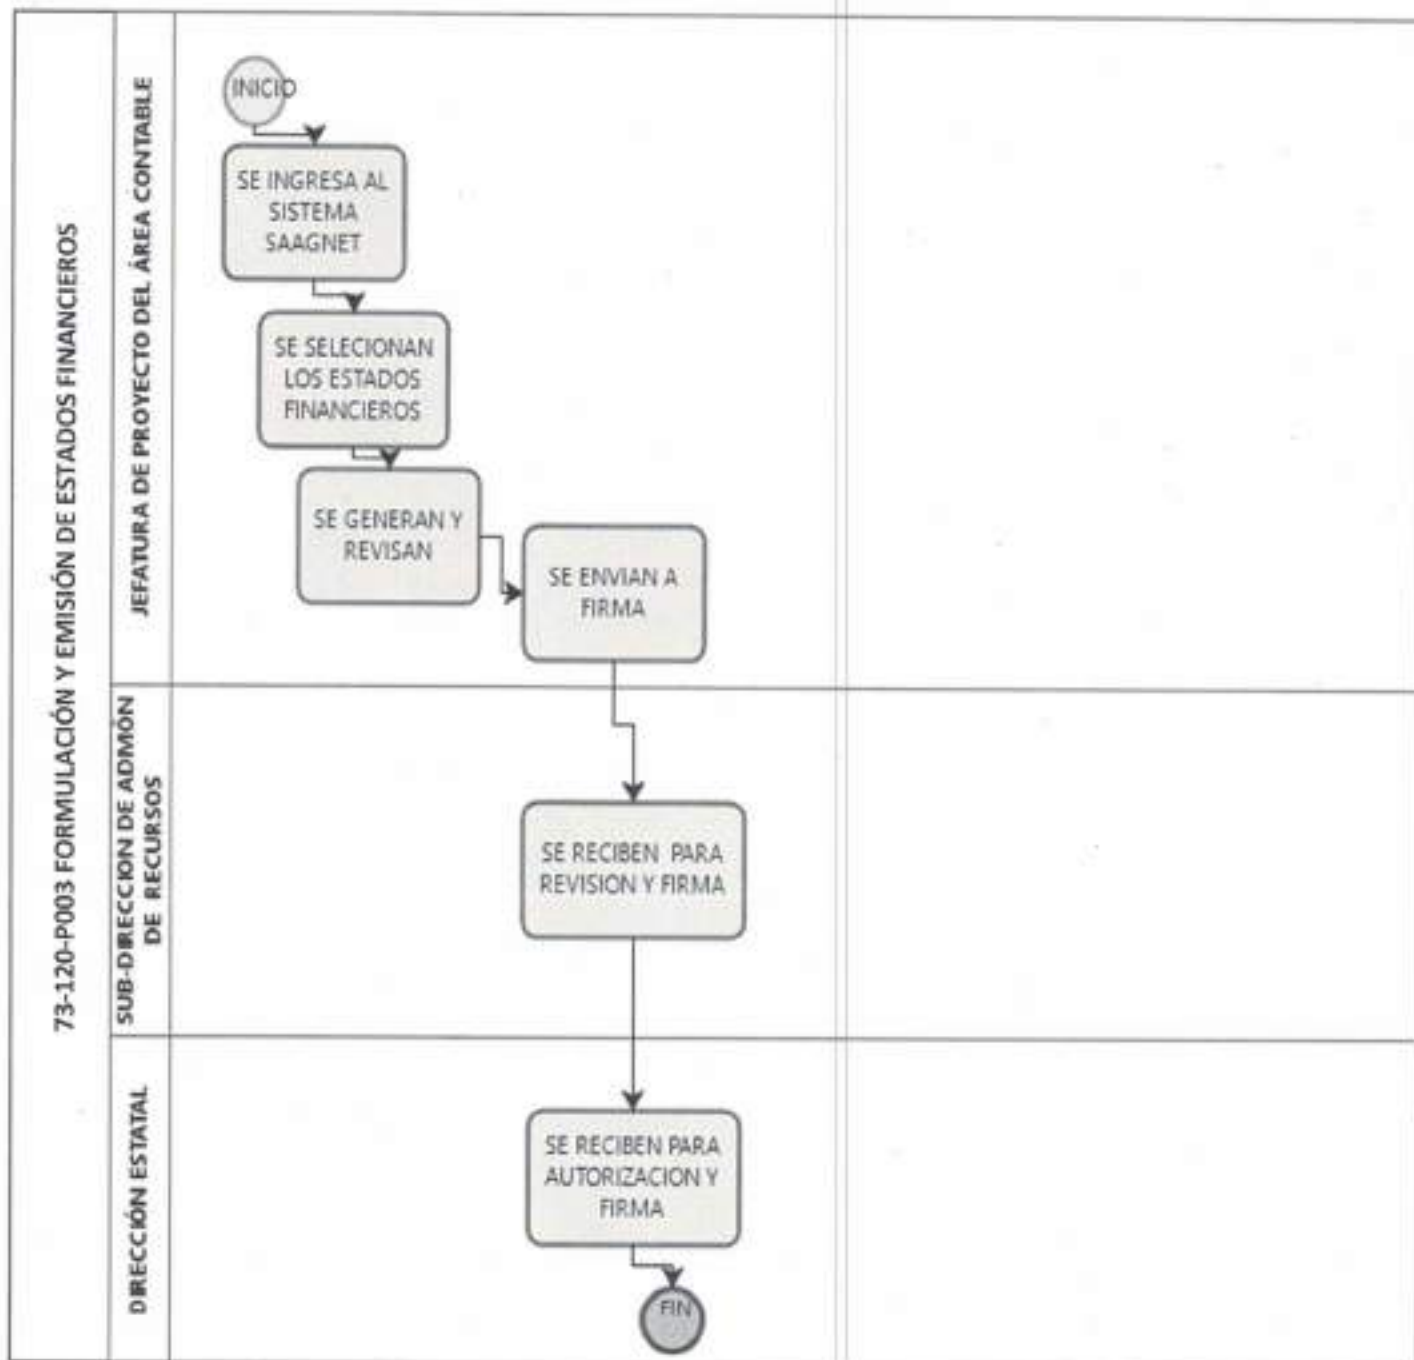 73-120-P003 FORMULACIÓN Y EMISIÓN DE ESTADOS FINANCIEROS
JEFATURA DE PROYECTO DEL ÁREA CONTABLE
INICIO
SE INGRESA AL
SISTEMA
SAAGNET
SE SELECIONAN
LOS ESTADOS
FINANCIEROS
SE GENERAN Y
REVISAN
SE ENVIAN A
FIRMA
SUB-DIRECCION DE ADMÓN
DE RECURSOS
SE RECIBEN PARA
REVISION Y FIRMA
DIRECCIÓN ESTATAL
SE RECIBEN PARA
AUTORIZACION Y
FIRMA
FIN